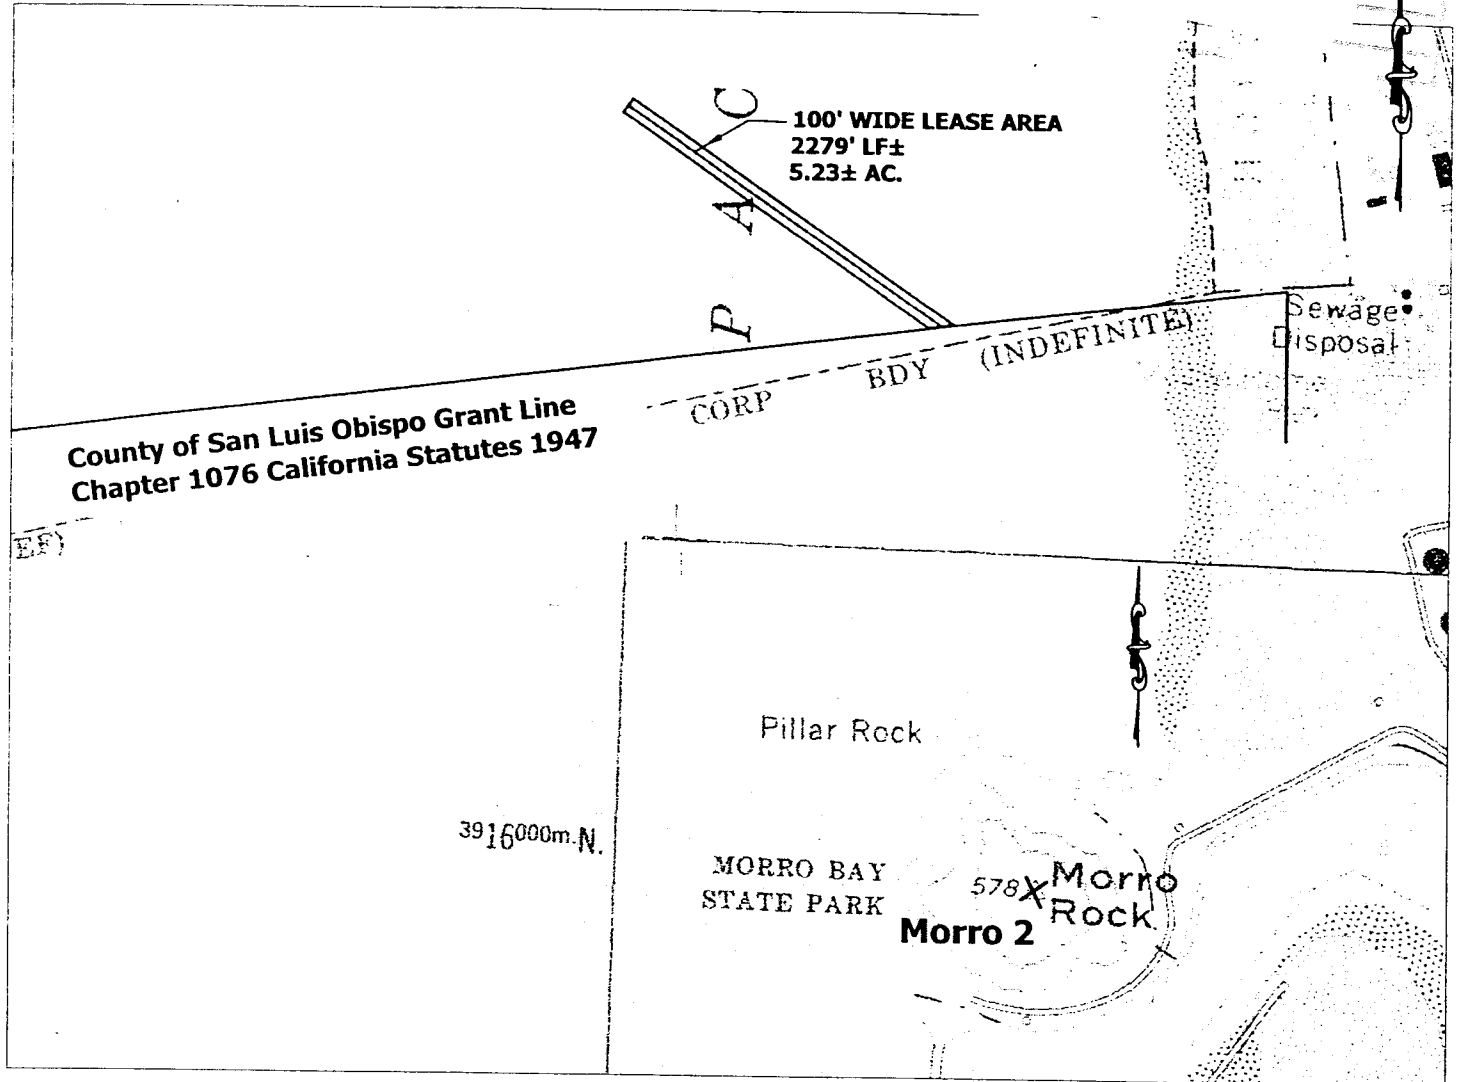 C
A
P
100' WIDE LEASE AREA
2279' LF±
5.23± AC.
Sewage
Disposal
CORP BDY (INDEFINITE)
County of San Luis Obispo Grant Line
Chapter 1076 California Statutes 1947
EF)
Pillar Rock
3916000m.N.
MORRO BAY
STATE PARK
578X
Morro
Rock
Morro 2